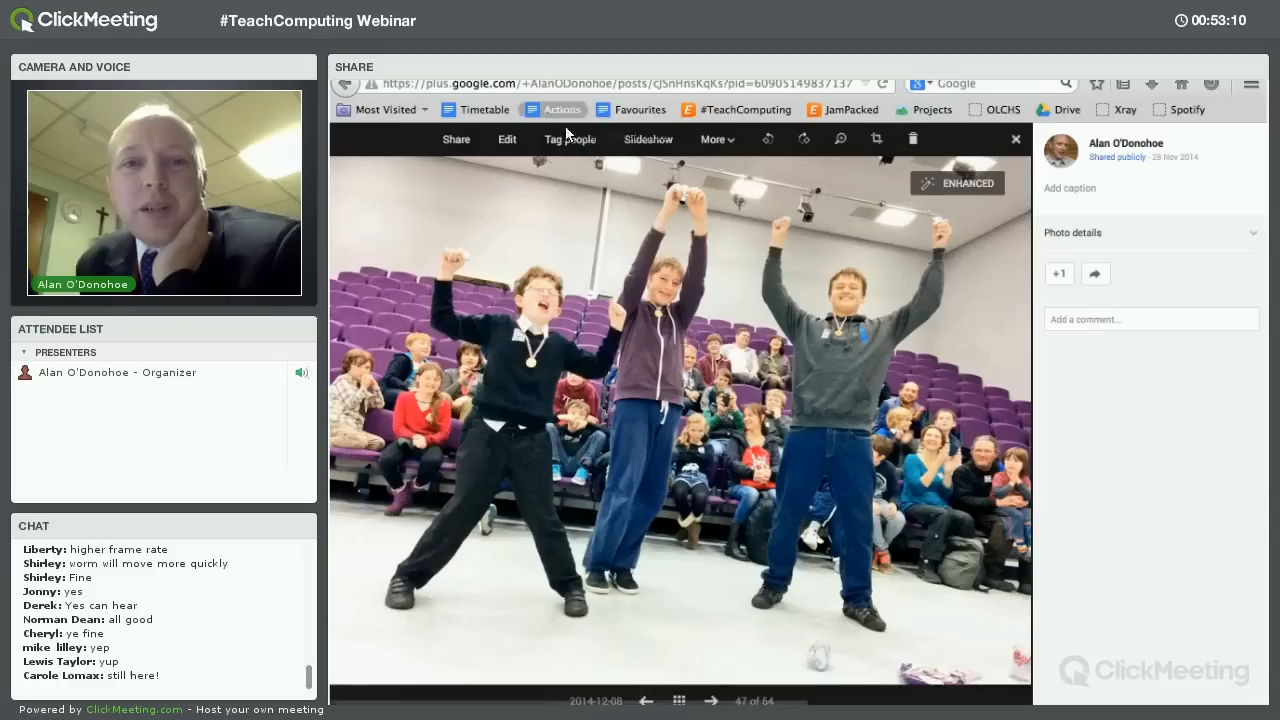 ClickMeeting
#TeachComputing Webinar
00:53:10
CAMERA AND VOICE
Alan O'Donohoe
ATTENDEE LIST
PRESENTERS
Alan O'Donohoe - Organizer
CHAT
Liberty: higher frame rate
Shirley: worm will move more quickly
Shirley: Fine
Jonny: yes
Derek: Yes can hear
Norman Dean: all good
Cheryl: ye fine
mike lilley: yep
Lewis Taylor: yup
Carole Lomax: still here!
SHARE
https://plus.google.com/+AlanODonohoe/posts/cJSnHnsKqKs?pid=609051498371​37
Google
Most Visited Timetable Actions Favourites #TeachComputing JamPacked Projects OLCHS Drive Xray Spotify
Share Edit Tag people Slideshow More
ENHANCED
Alan O'Donohoe
Shared publicly - 28 Nov 2014
Add caption
Photo details
+1
Add a comment...
ClickMeeting
2014-12-08 47 of 54
Powered by ClickMeeting.com - Host your own meeting